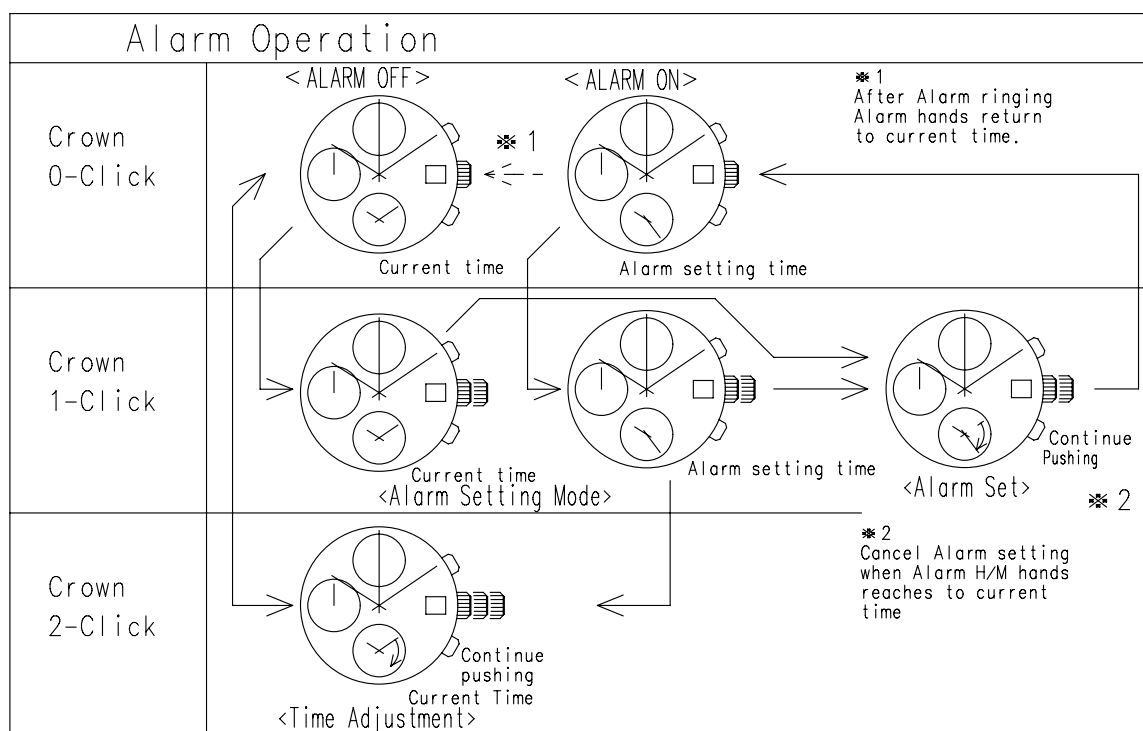 Alarm Operation
Crown
0-Click
<ALARM OFF>
<ALARM ON>
※1
※1
After Alarm ringing
Alarm hands return
to current time.
Current time
Alarm setting time
Crown
1-Click
Current time
<Alarm Setting Mode>
Alarm setting time
Continue
Pushing
<Alarm Set>
※2
Crown
2-Click
Continue
pushing
Current Time
<Time Adjustment>
※2
Cancel Alarm setting
when Alarm H/M hands
reaches to current
time